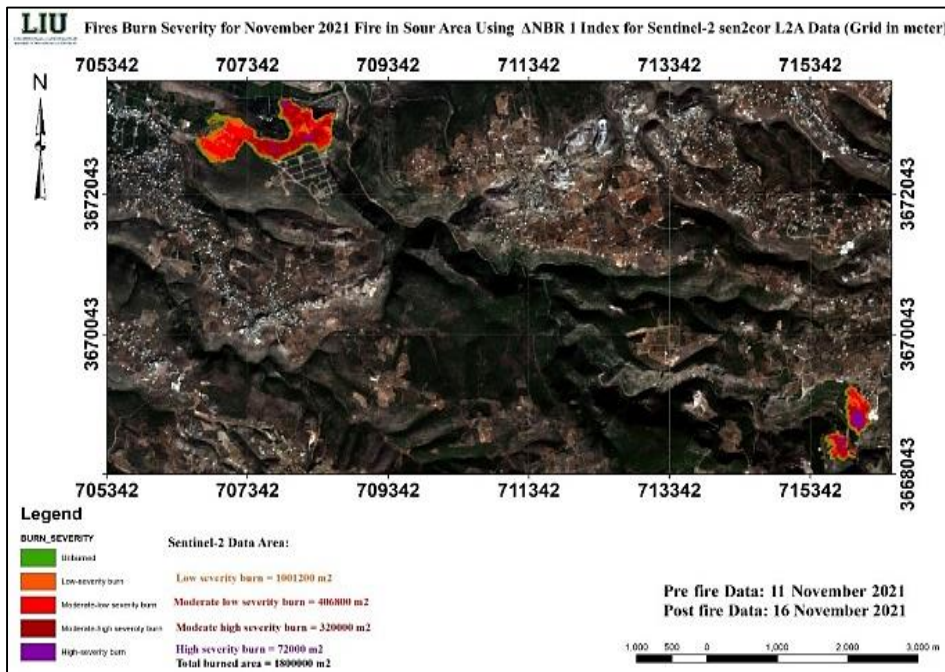 LIU
Fires Burn Severity for November 2021 Fire in Sour Area Using ΔNBR 1 Index for Sentinel-2 sen2cor L2A Data (Grid in meter)
N
705342 707342 709342 711342 713342 715342
3672043 3672043
3670043 3670043
3668043
705342 707342 709342 711342 713342 715342
Legend
BURN_SEVERITY
Unburned
Low-severity burn
Moderate-low severity burn
Moderate-high severity burn
High-severity burn
Sentinel-2 Data Area:
Low severity burn = 1001200 m2
Moderate low severity burn = 406800 m2
Modcate high severity burn = 320000 m2
High severity burn = 72000 m2
Total burned area = 1800000 m2
Pre fire Data: 11 November 2021
Post fire Data: 16 November 2021
1,000 500 0 1,000 2,000 3,000 m